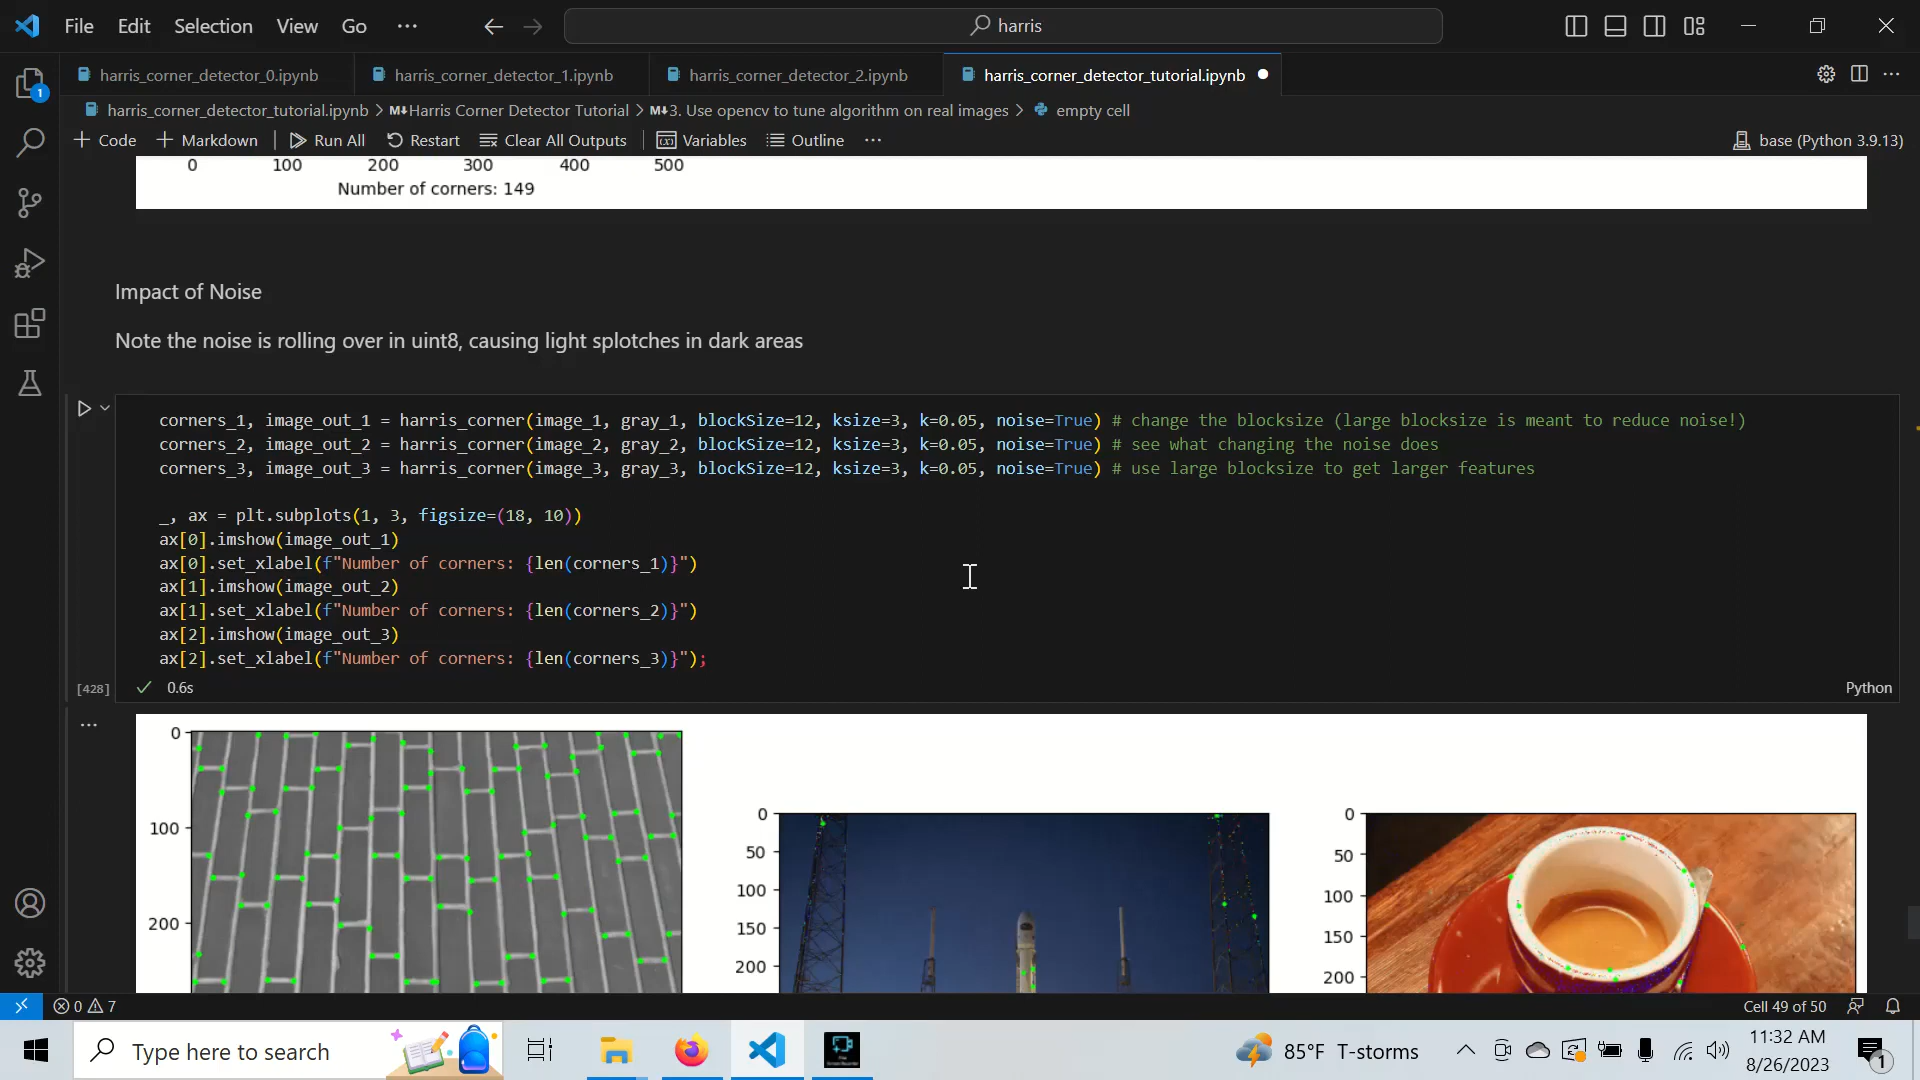 File Edit Selection View Go ···
harris
harris_corner_detector_0.ipynb
harris_corner_detector_1.ipynb
harris_corner_detector_2.ipynb
harris_corner_detector_tutorial.ipynb
harris_corner_detector_tutorial.ipynb > M↓Harris Corner Detector Tutorial > M↓3. Use opencv to tune algorithm on real images > empty cell
+ Code + Markdown Run All Restart Clear All Outputs Variables Outline ··· base (Python 3.9.13)
0 100 200 300 400 500
Number of corners: 149
Impact of Noise
Note the noise is rolling over in uint8, causing light splotches in dark areas
corners_1, image_out_1 = harris_corner(image_1, gray_1, blockSize=12, ksize=3, k=0.05, noise=True) # change the blocksize (large blocksize is meant to reduce noise!)
corners_2, image_out_2 = harris_corner(image_2, gray_2, blockSize=12, ksize=3, k=0.05, noise=True) # see what changing the noise does
corners_3, image_out_3 = harris_corner(image_3, gray_3, blockSize=12, ksize=3, k=0.05, noise=True) # use large blocksize to get larger features
_, ax = plt.subplots(1, 3, figsize=(18, 10))
ax[0].imshow(image_out_1)
ax[0].set_xlabel(f"Number of corners: {len(corners_1)}")
ax[1].imshow(image_out_2)
ax[1].set_xlabel(f"Number of corners: {len(corners_2)}")
ax[2].imshow(image_out_3)
ax[2].set_xlabel(f"Number of corners: {len(corners_3)}");
[428] ✓ 0.6s Python
···
0
100
200
0
50
100
150
200
0
50
100
150
200
1
0 7 Cell 49 of 50
Type here to search
85°F T-storms
11:32 AM
8/26/2023
1